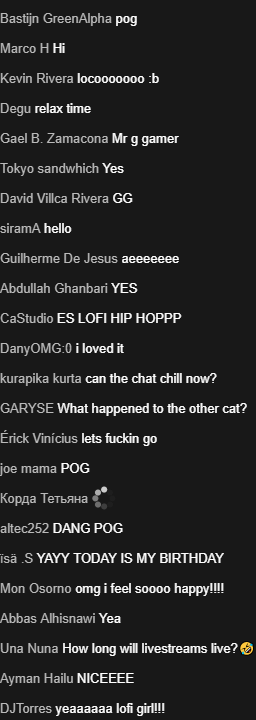 Bastijn GreenAlpha pog
Marco H Hi
Kevin Rivera locooooooo :b
Degu relax time
Gael B. Zamacona Mr g gamer
Tokyo sandwhich Yes
David Villca Rivera GG
siramA hello
Guilherme De Jesus aeeeeeee
Abdullah Ghanbari YES
CaStudio ES LOFI HIP HOPPP
DanyOMG:0 i loved it
kurapika kurta can the chat chill now?
GARYSE What happened to the other cat?
Érick Vinícius lets fuckin go
joe mama POG
Корда Тетьяна
altec252 DANG POG
ïsä .S YAYY TODAY IS MY BIRTHDAY
Mon Osorno omg i feel soooo happy!!!!
Abbas Alhisnawi Yea
Una Nuna How long will livestreams live?🤣
Ayman Hailu NICEEEE
DJTorres yeaaaaaa lofi girl!!!